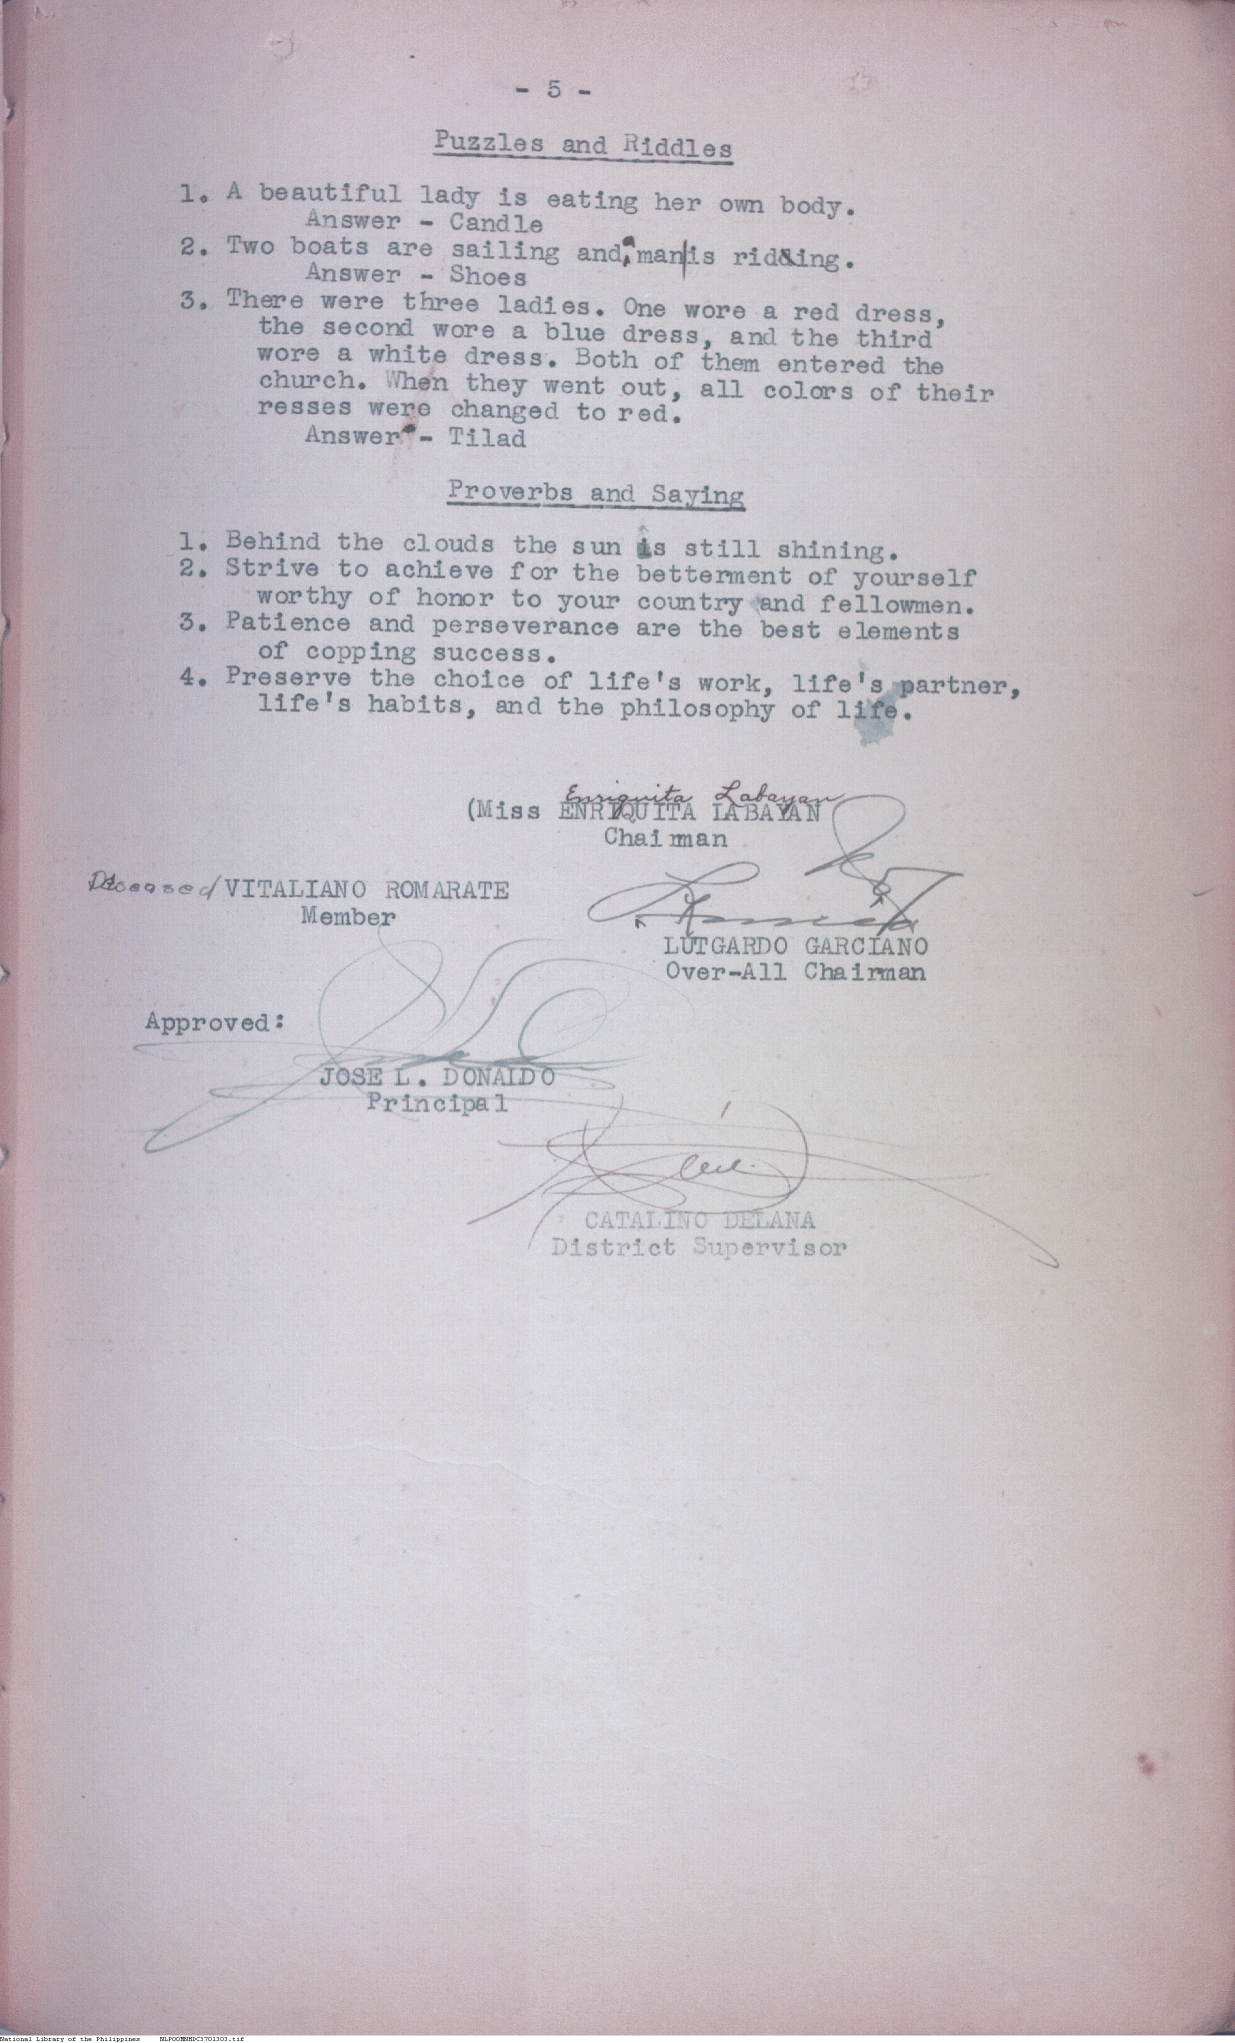 - 5 -
Puzzles and Riddles
1. A beautiful lady is eating her own body.
Answer - Candle
2. Two boats are sailing and a man is riding.
Answer - Shoes
3. There were three ladies. One wore a red dress,
the second wore a blue dress, and the third
wore a white dress. Both of them entered the
church. When they went out, all colors of their
resses were changed to red.
Answer - Tilad
Proverbs and Saying
1. Behind the clouds the sun is still shining.
2. Strive to achieve for the betterment of yourself
worthy of honor to your country and fellowmen.
3. Patience and perseverance are the best elements
of copping success.
4. Preserve the choice of life's work, life's partner,
life's habits, and the philosophy of life.
Enriquita Labayan
(Miss ENRIQUITA LABAYAN
Chairman
Deceased/ VITALIANO ROMARATE
Member
LUTGARDO GARCIANO
Over-All Chairman
Approved:
JOSE L. DONAIDO
Principal
CATALINO DELANA
District Supervisor
National Library of the Philippines NLPOOMNHDC3701303.tif